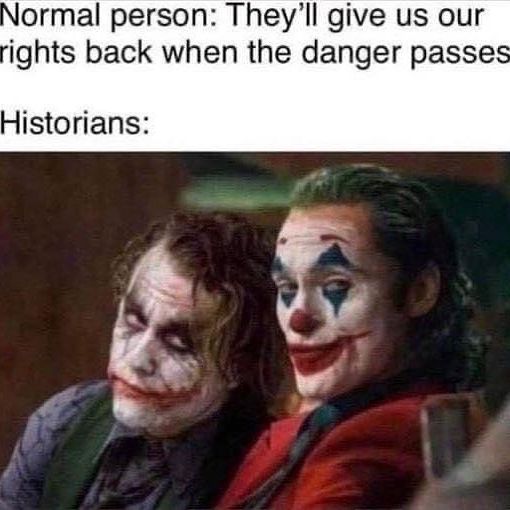 Normal person: They'll give us our
rights back when the danger passes
Historians: